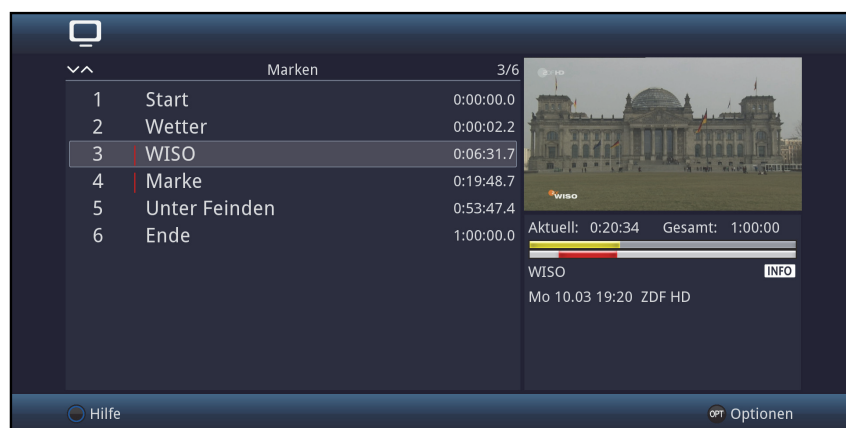 Marken 3/6
1 Start 0:00:00.0
2 Wetter 0:00:02.2
3 WISO 0:06:31.7
4 Marke 0:19:48.7
5 Unter Feinden 0:53:47.4
6 Ende 1:00:00.0
HD
WISO
Aktuell: 0:20:34 Gesamt: 1:00:00
WISO INFO
Mo 10.03 19:20 ZDF HD
Hilfe
OPT Optionen